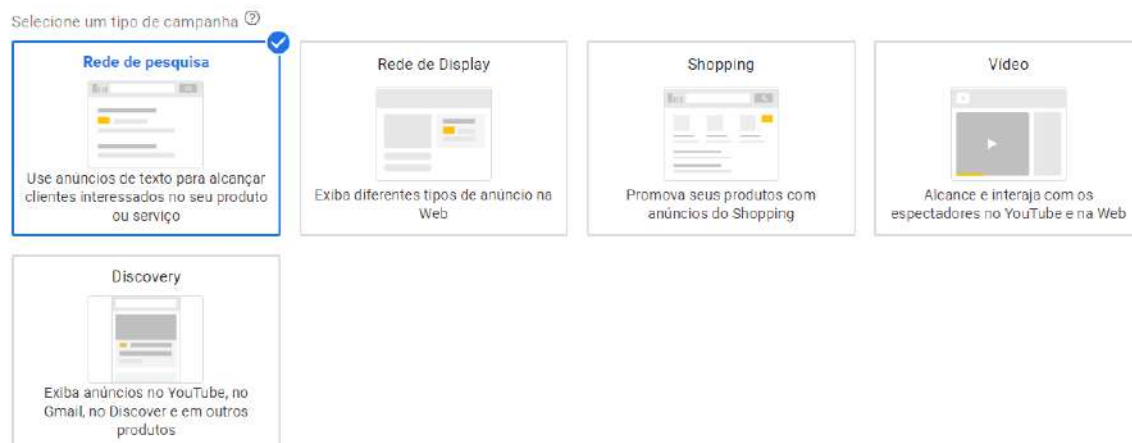 Selecione um tipo de campanha
Rede de pesquisa
Use anúncios de texto para alcançar
clientes interessados no seu produto
ou serviço
Rede de Display
Exiba diferentes tipos de anúncio na
Web
Shopping
Promova seus produtos com
anúncios do Shopping
Vídeo
Alcance e interaja com os
espectadores no YouTube e na Web
Discovery
Exiba anúncios no YouTube, no
Gmail, no Discover e em outros
produtos